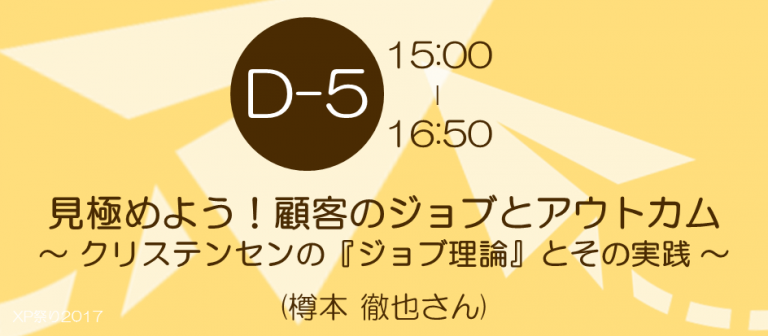 D-5
15:00
|
16:50
見極めよう！顧客のジョブとアウトカム
～ クリステンセンの『ジョブ理論』とその実践 ～
(樽本 徹也さん)
XP祭り2017